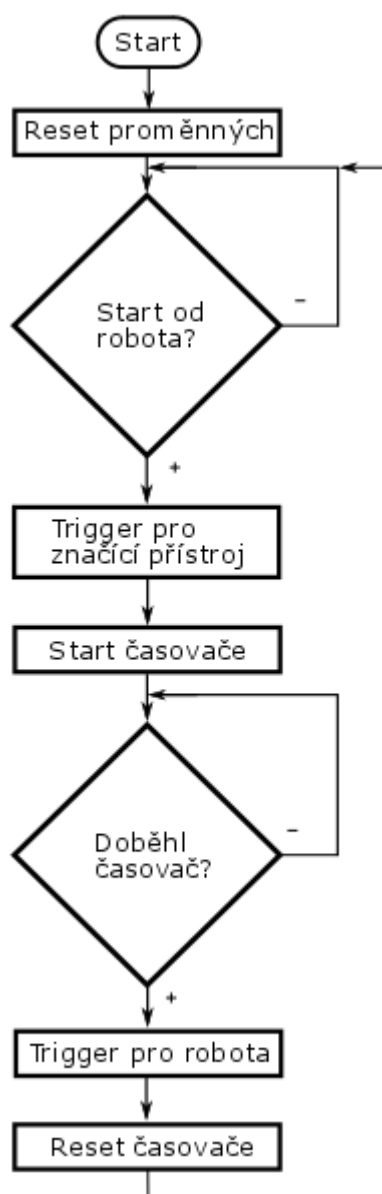 Start
Reset proměnných
Start od
robota?
-
+
Trigger pro
značící přístroj
Start časovače
Doběhl
časovač?
-
+
Trigger pro robota
Reset časovače